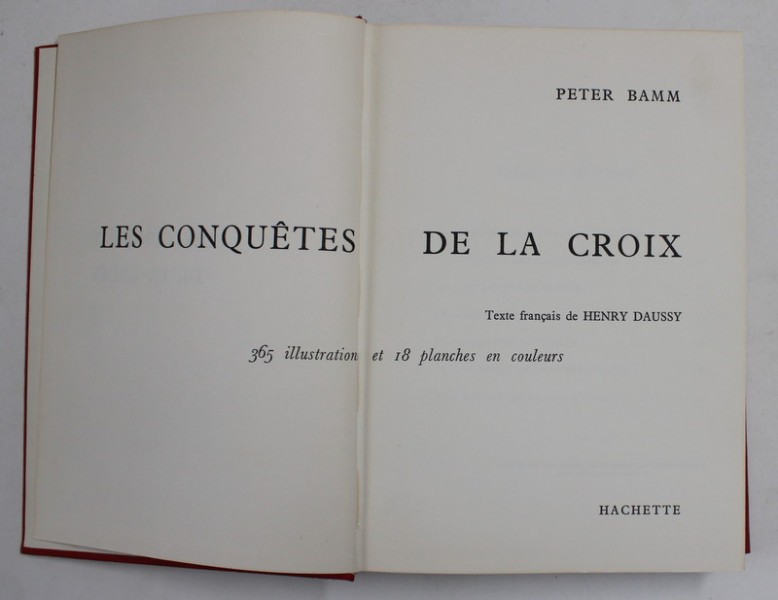 PETER BAMM
LES CONQUÊTES DE LA CROIX
Texte français de HENRY DAUSSY
365 illustration et 18 planches en couleurs
HACHETTE